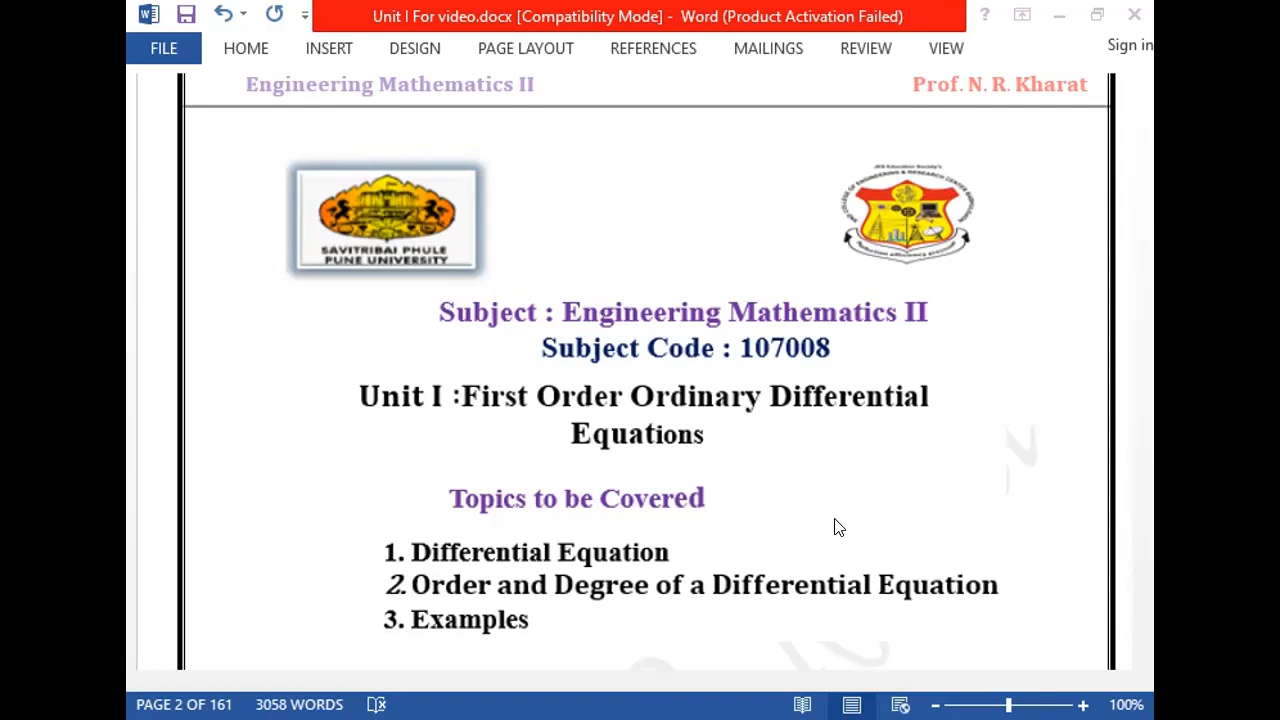 Unit I For video.docx [Compatibility Mode] - Word (Product Activation Failed)
?
FILE HOME INSERT DESIGN PAGE LAYOUT REFERENCES MAILINGS REVIEW VIEW Sign in
Engineering Mathematics II Prof. N. R. Kharat
SAVITRIBAI PHULE
PUNE UNIVERSITY
Subject : Engineering Mathematics II
Subject Code : 107008
Unit I :First Order Ordinary Differential
Equations
Topics to be Covered
1. Differential Equation
2. Order and Degree of a Differential Equation
3. Examples
PAGE 2 OF 161 3058 WORDS 100%